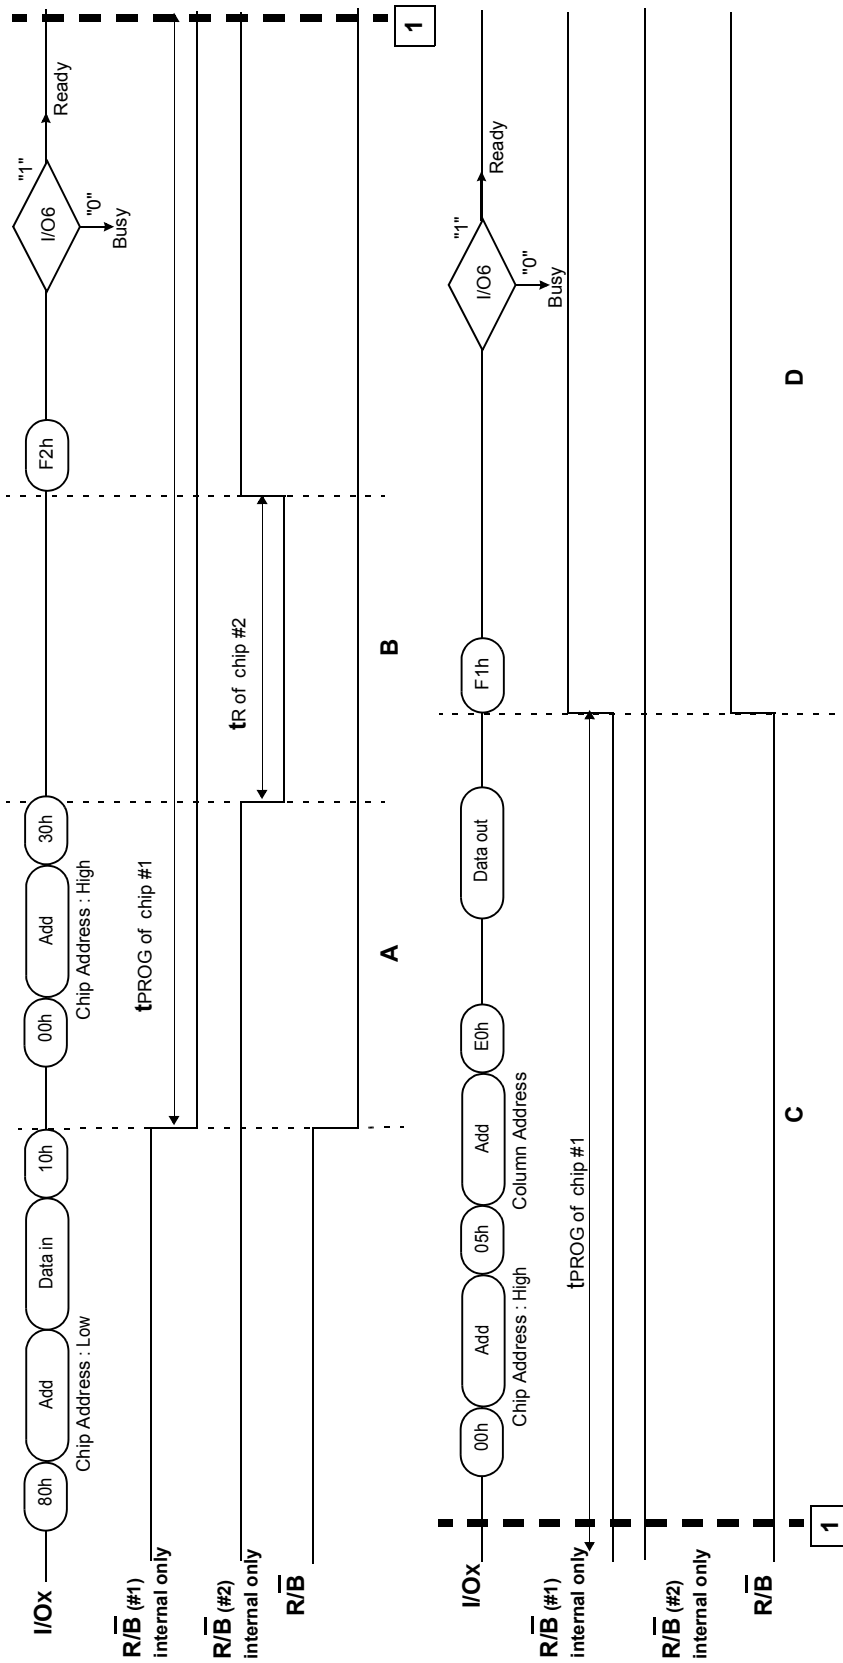 I/Ox
80h
Add
Data in
10h
00h
Add
30h
F2h
I/O6
"1"
Ready
"0"
Busy
Chip Address : Low
Chip Address : High
R/B (#1)
internal only
tPROG of chip #1
R/B (#2)
internal only
tR of chip #2
R/B
A
B
1
I/Ox
00h
Add
05h
Add
E0h
Data out
F1h
I/O6
"1"
Ready
"0"
Busy
Chip Address : High
Column Address
R/B (#1)
internal only
tPROG of chip #1
R/B (#2)
internal only
R/B
C
D
1